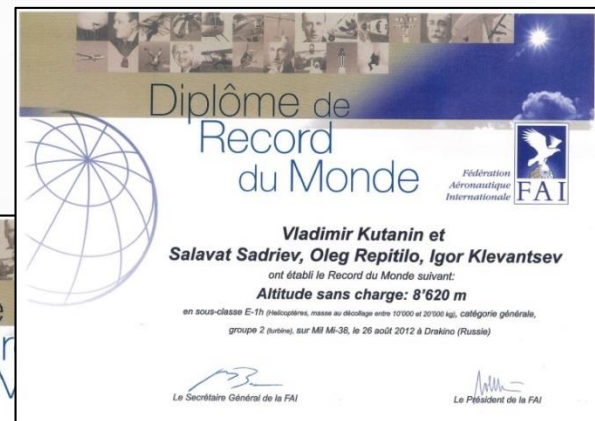 Diplôme de
Record
du Monde
Fédération
Aéronautique
Internationale
FAI
Vladimir Kutanin et
Salavat Sadriev, Oleg Repitilo, Igor Klevantsev
ont établi le Record du Monde suivant:
Altitude sans charge: 8'620 m
en sous-classe E-1h (Hélicoptères, masse au décollage entre 10'000 et 20'000 kg), catégorie générale,
groupe 2 (turbine), sur Mil Mi-38, le 26 août 2012 à Drakino (Russie)
Le Secrétaire Général de la FAI
Le Président de la FAI